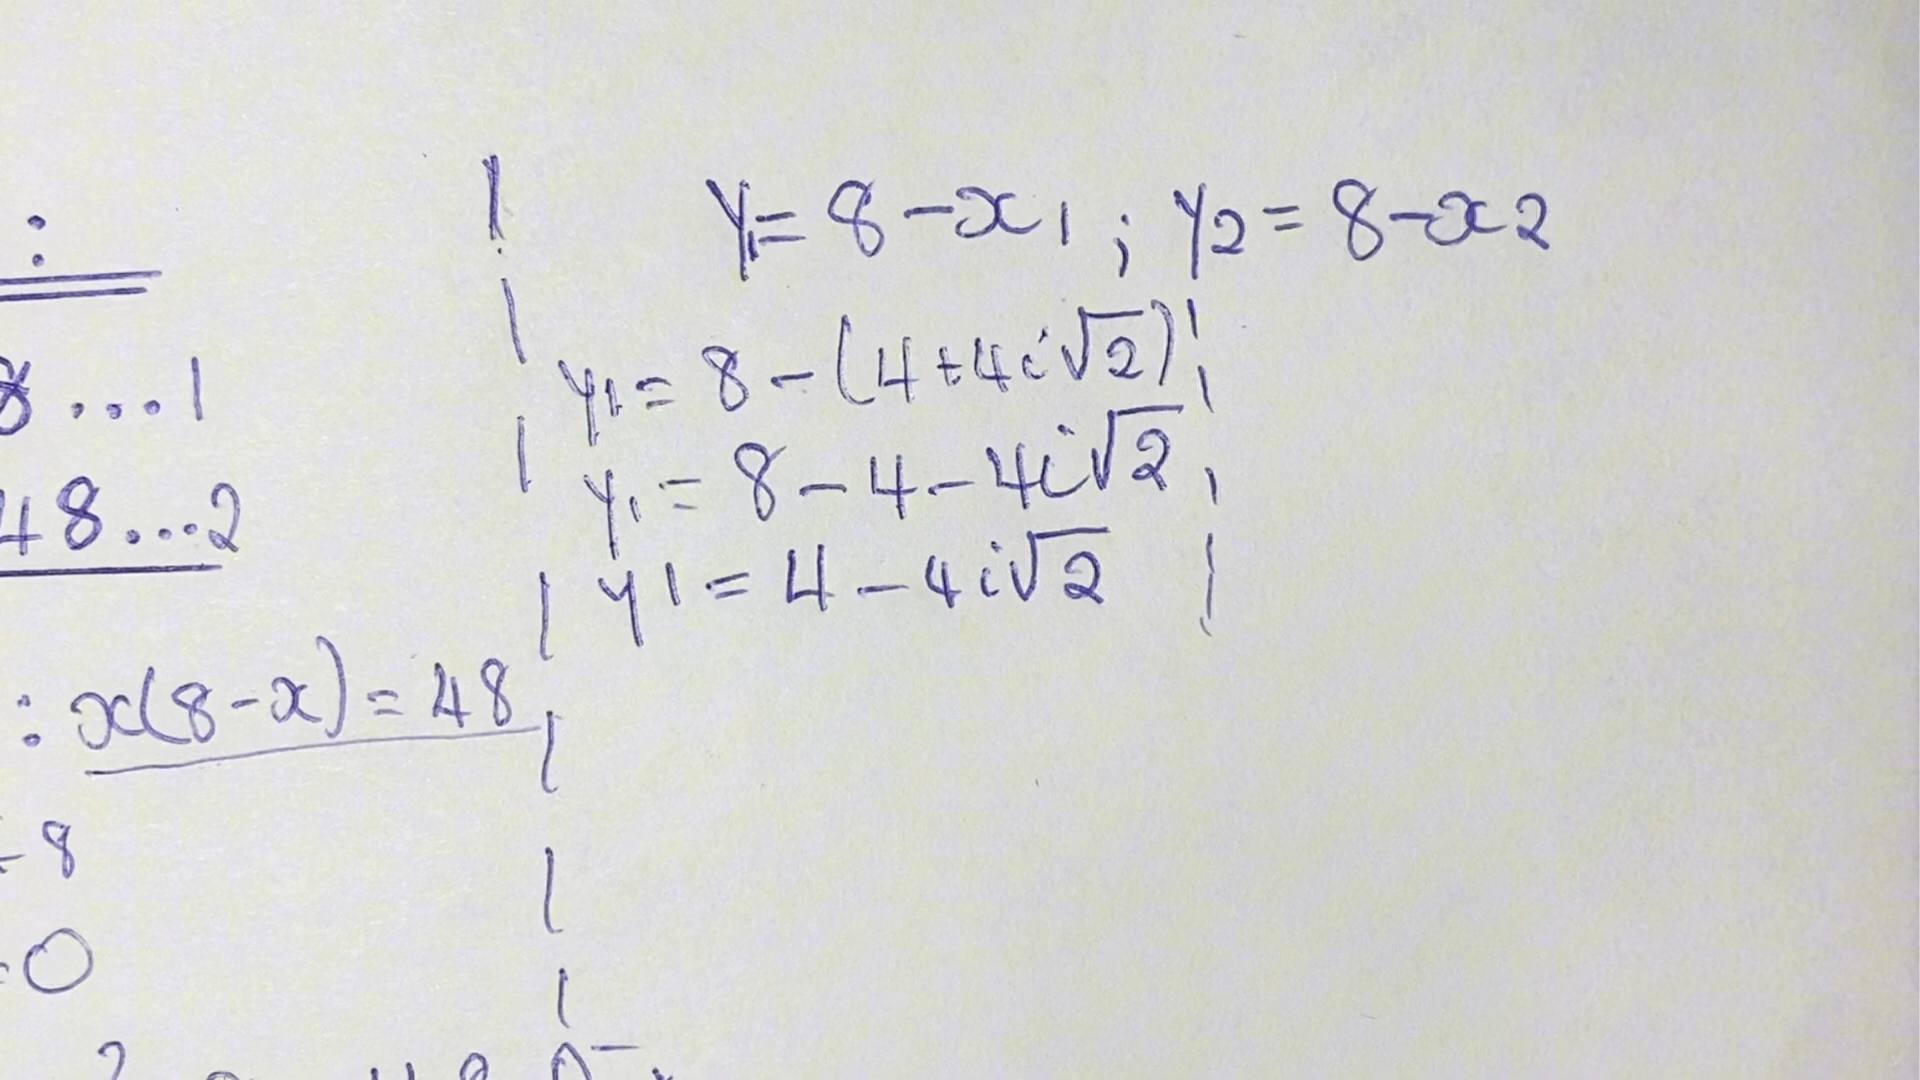 :
8...1
48...2
: x(8-x) = 48
-8
=0
y1= 8-x1 ; y2 = 8-x2
y1 = 8-(4+4i√2)
y1 = 8-4-4i√2
y1 = 4-4i√2